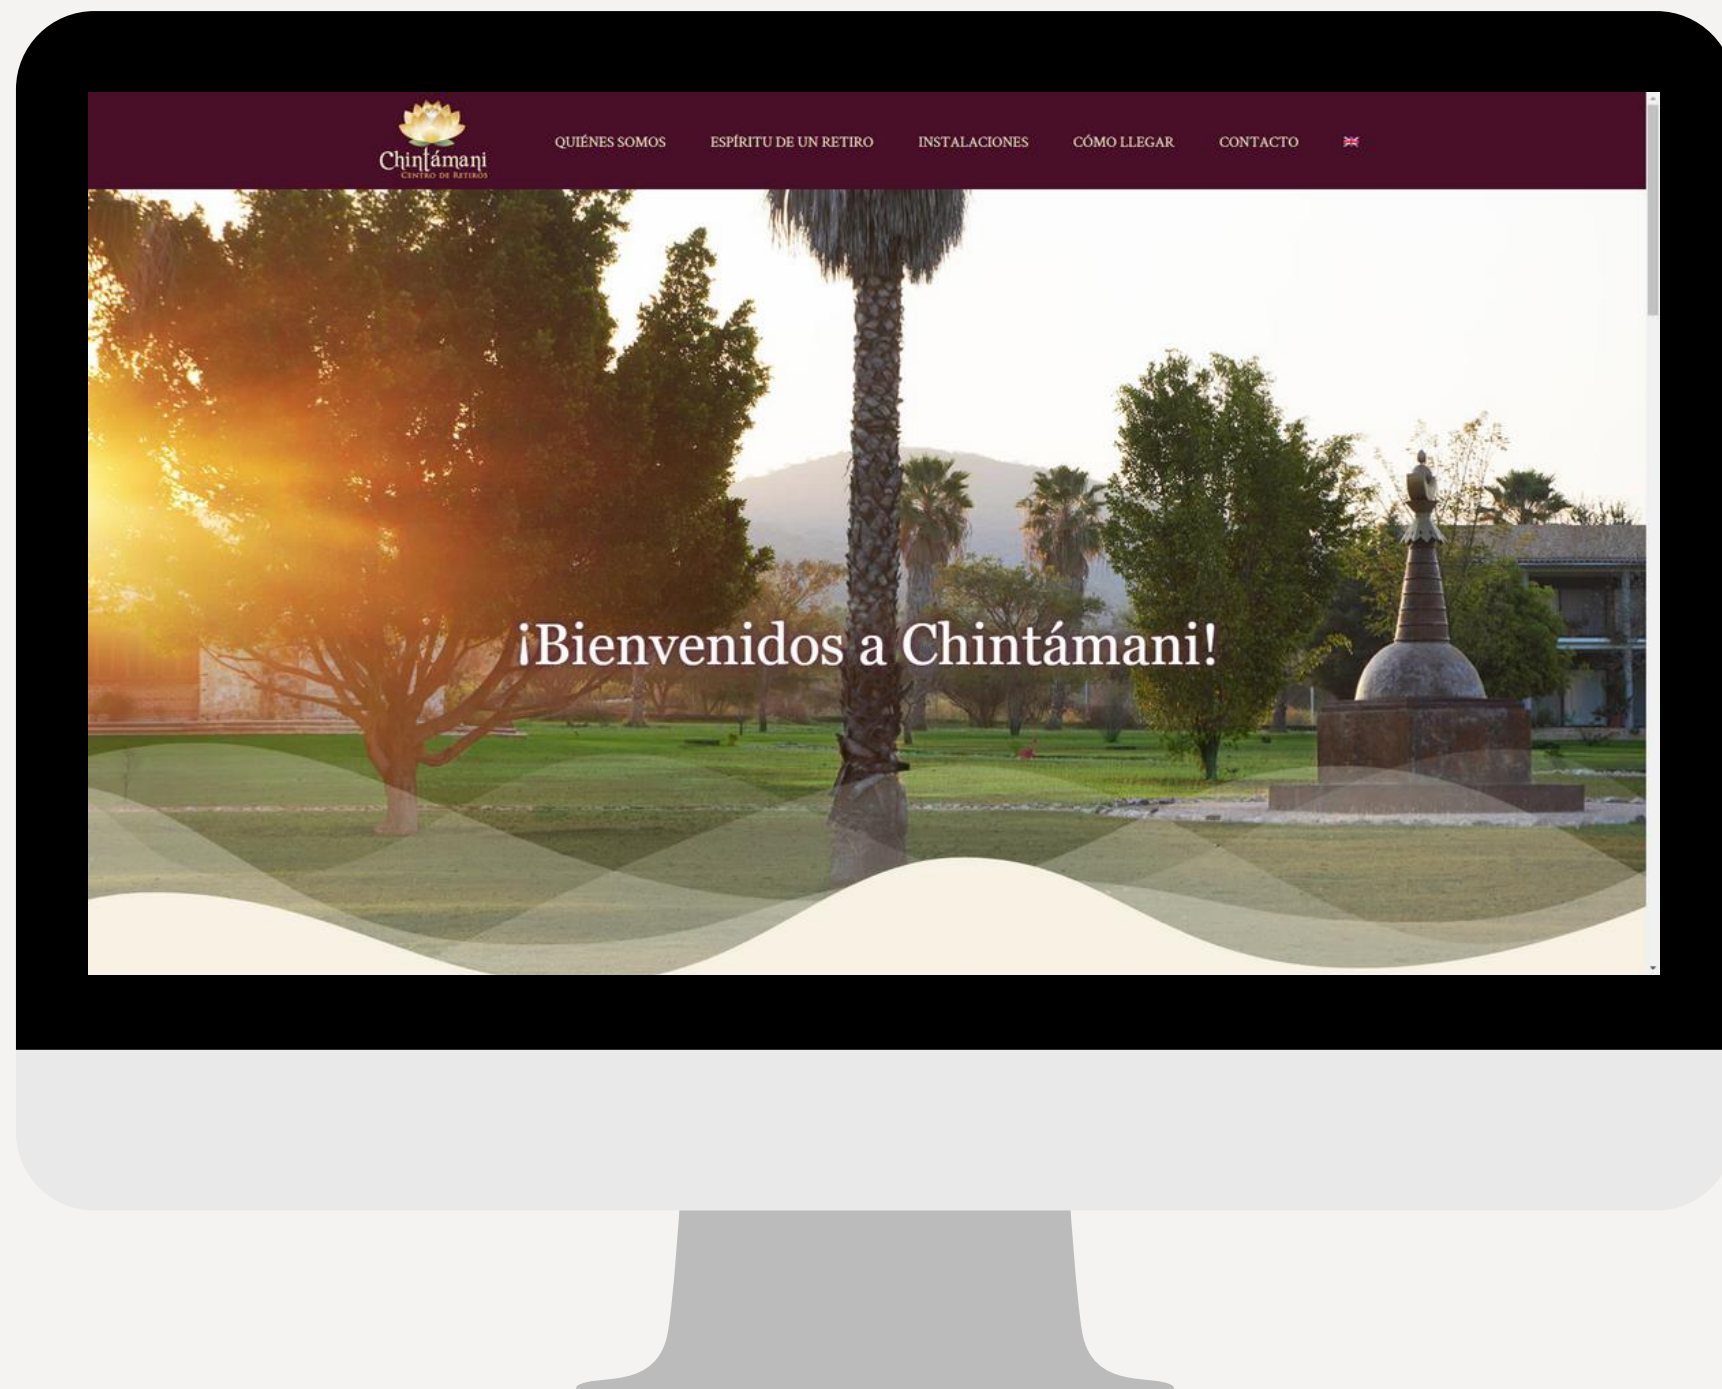 Chintámani
CENTRO DE RETIROS
QUIÉNES SOMOS
ESPÍRITU DE UN RETIRO
INSTALACIONES
CÓMO LLEGAR
CONTACTO
¡Bienvenidos a Chintámani!